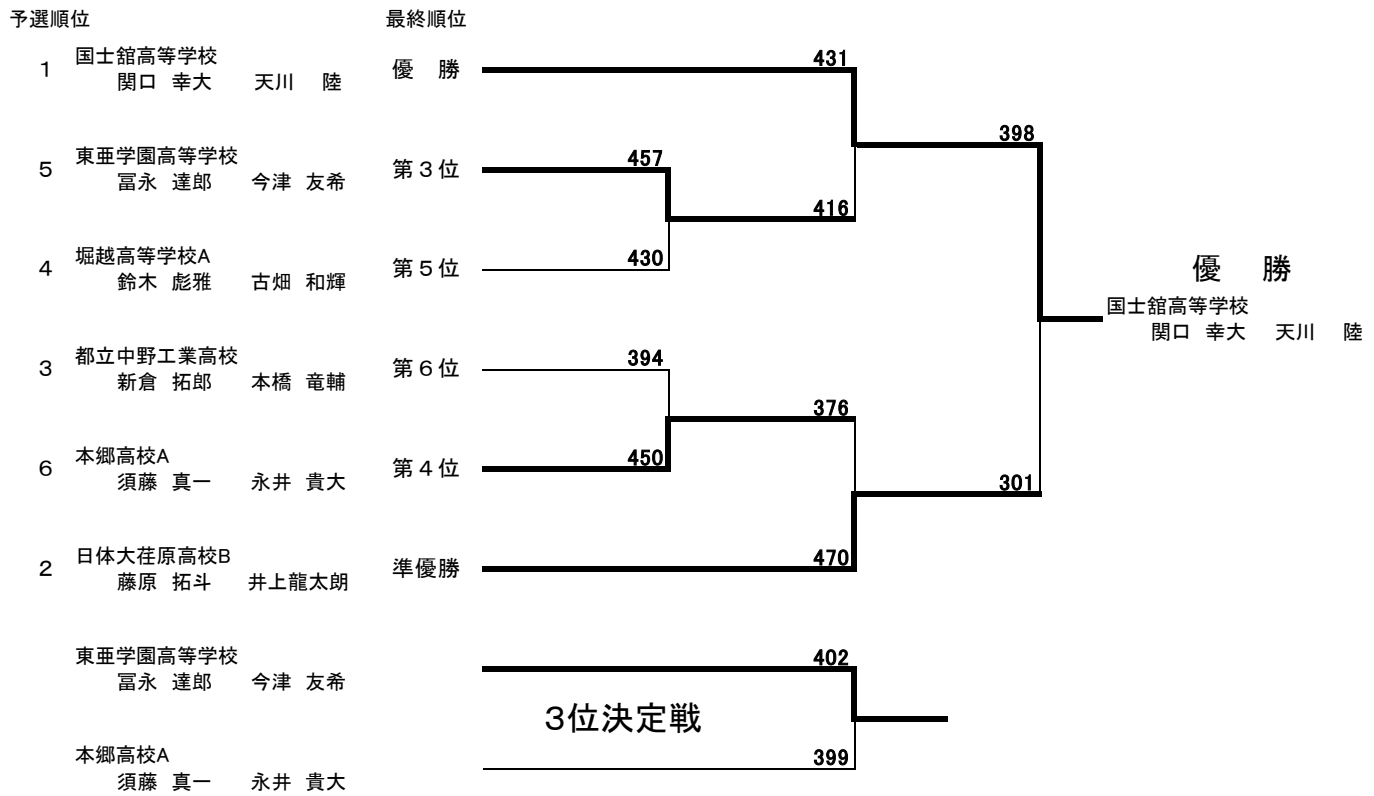 予選順位 最終順位
国士舘高等学校
1 関口 幸大 天川 陸 優 勝 431
398
東亜学園高等学校
5 冨永 達郎 今津 友希 第3位 457
416
堀越高等学校A
4 鈴木 彪雅 古畑 和輝 第5位 430
優 勝
国士舘高等学校
関口 幸大 天川 陸
都立中野工業高校
3 新倉 拓郎 本橋 竜輔 第6位 394
376
本郷高校A
6 須藤 真一 永井 貴大 第4位 450
301
日体大荏原高校B
2 藤原 拓斗 井上龍太朗 準優勝 470
東亜学園高等学校
冨永 達郎 今津 友希 402
3位決定戦
本郷高校A
須藤 真一 永井 貴大 399